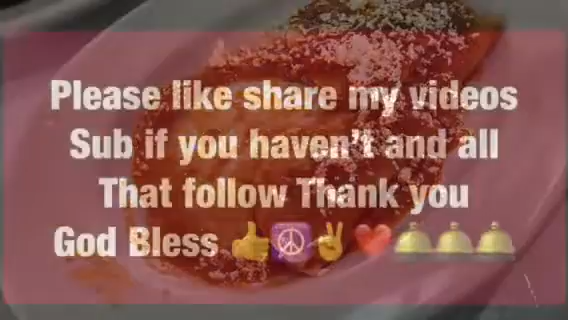 Please like share my videos
Sub if you haven't and all
That follow Thank you
God Bless 👍☮️✌️❤️🛎️🛎️🛎️